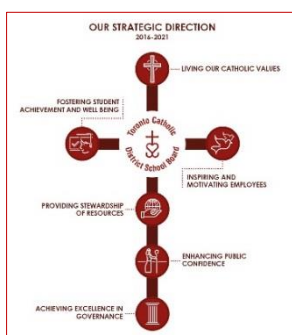 OUR STRATEGIC DIRECTION
2016-2021
LIVING OUR CATHOLIC VALUES
FOSTERING STUDENT
ACHIEVEMENT AND WELL BEING
Toronto Catholic
District School Board
INSPIRING AND
MOTIVATING EMPLOYEES
PROVIDING STEWARDSHIP
OF RESOURCES
ENHANCING PUBLIC
CONFIDENCE
ACHIEVING EXCELLENCE IN
GOVERNANCE